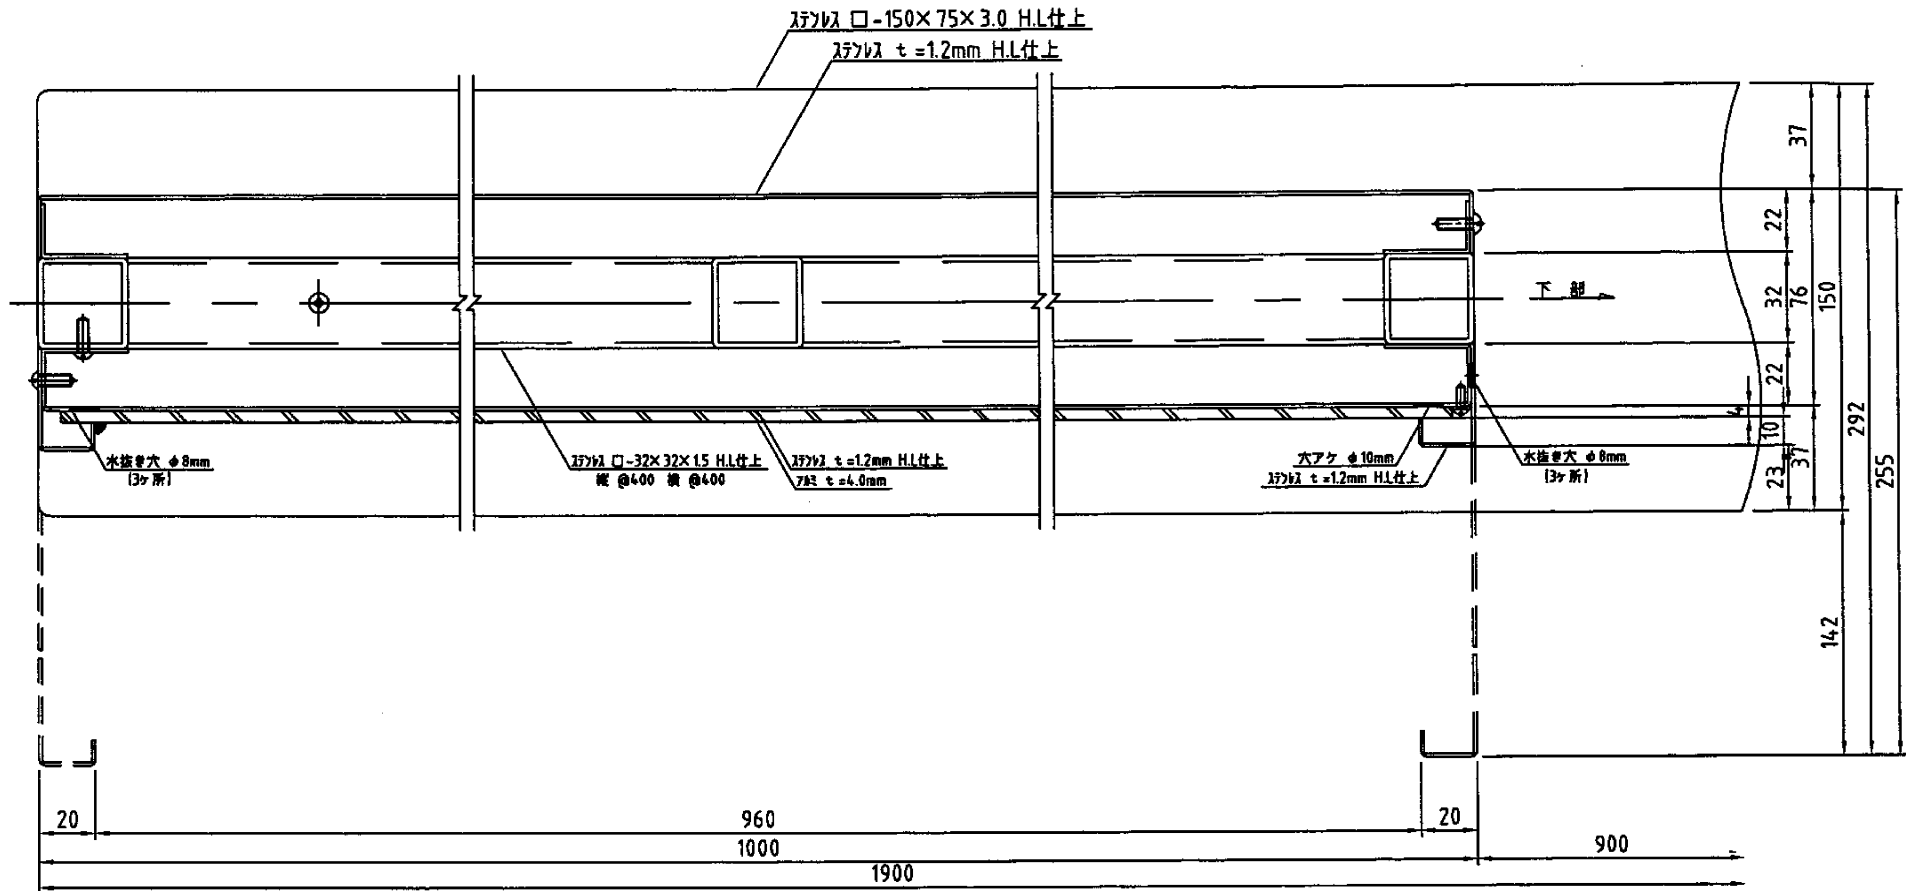 ステンレス □-150×75×3.0 H.L仕上
ステンレス t=1.2mm H.L仕上
37
22
32
76
150
下部
22
4
10
292
37
23
255
水抜き穴 φ8mm
(3ヶ所)
ステンレス □-32×32×1.5 H.L仕上
縦 @400 横 @400
ステンレス t=1.2mm H.L仕上
アルミ t=4.0mm
穴アケ φ10mm
ステンレス t=1.2mm H.L仕上
水抜き穴 φ8mm
(3ヶ所)
142
20
960
20
1000
900
1900